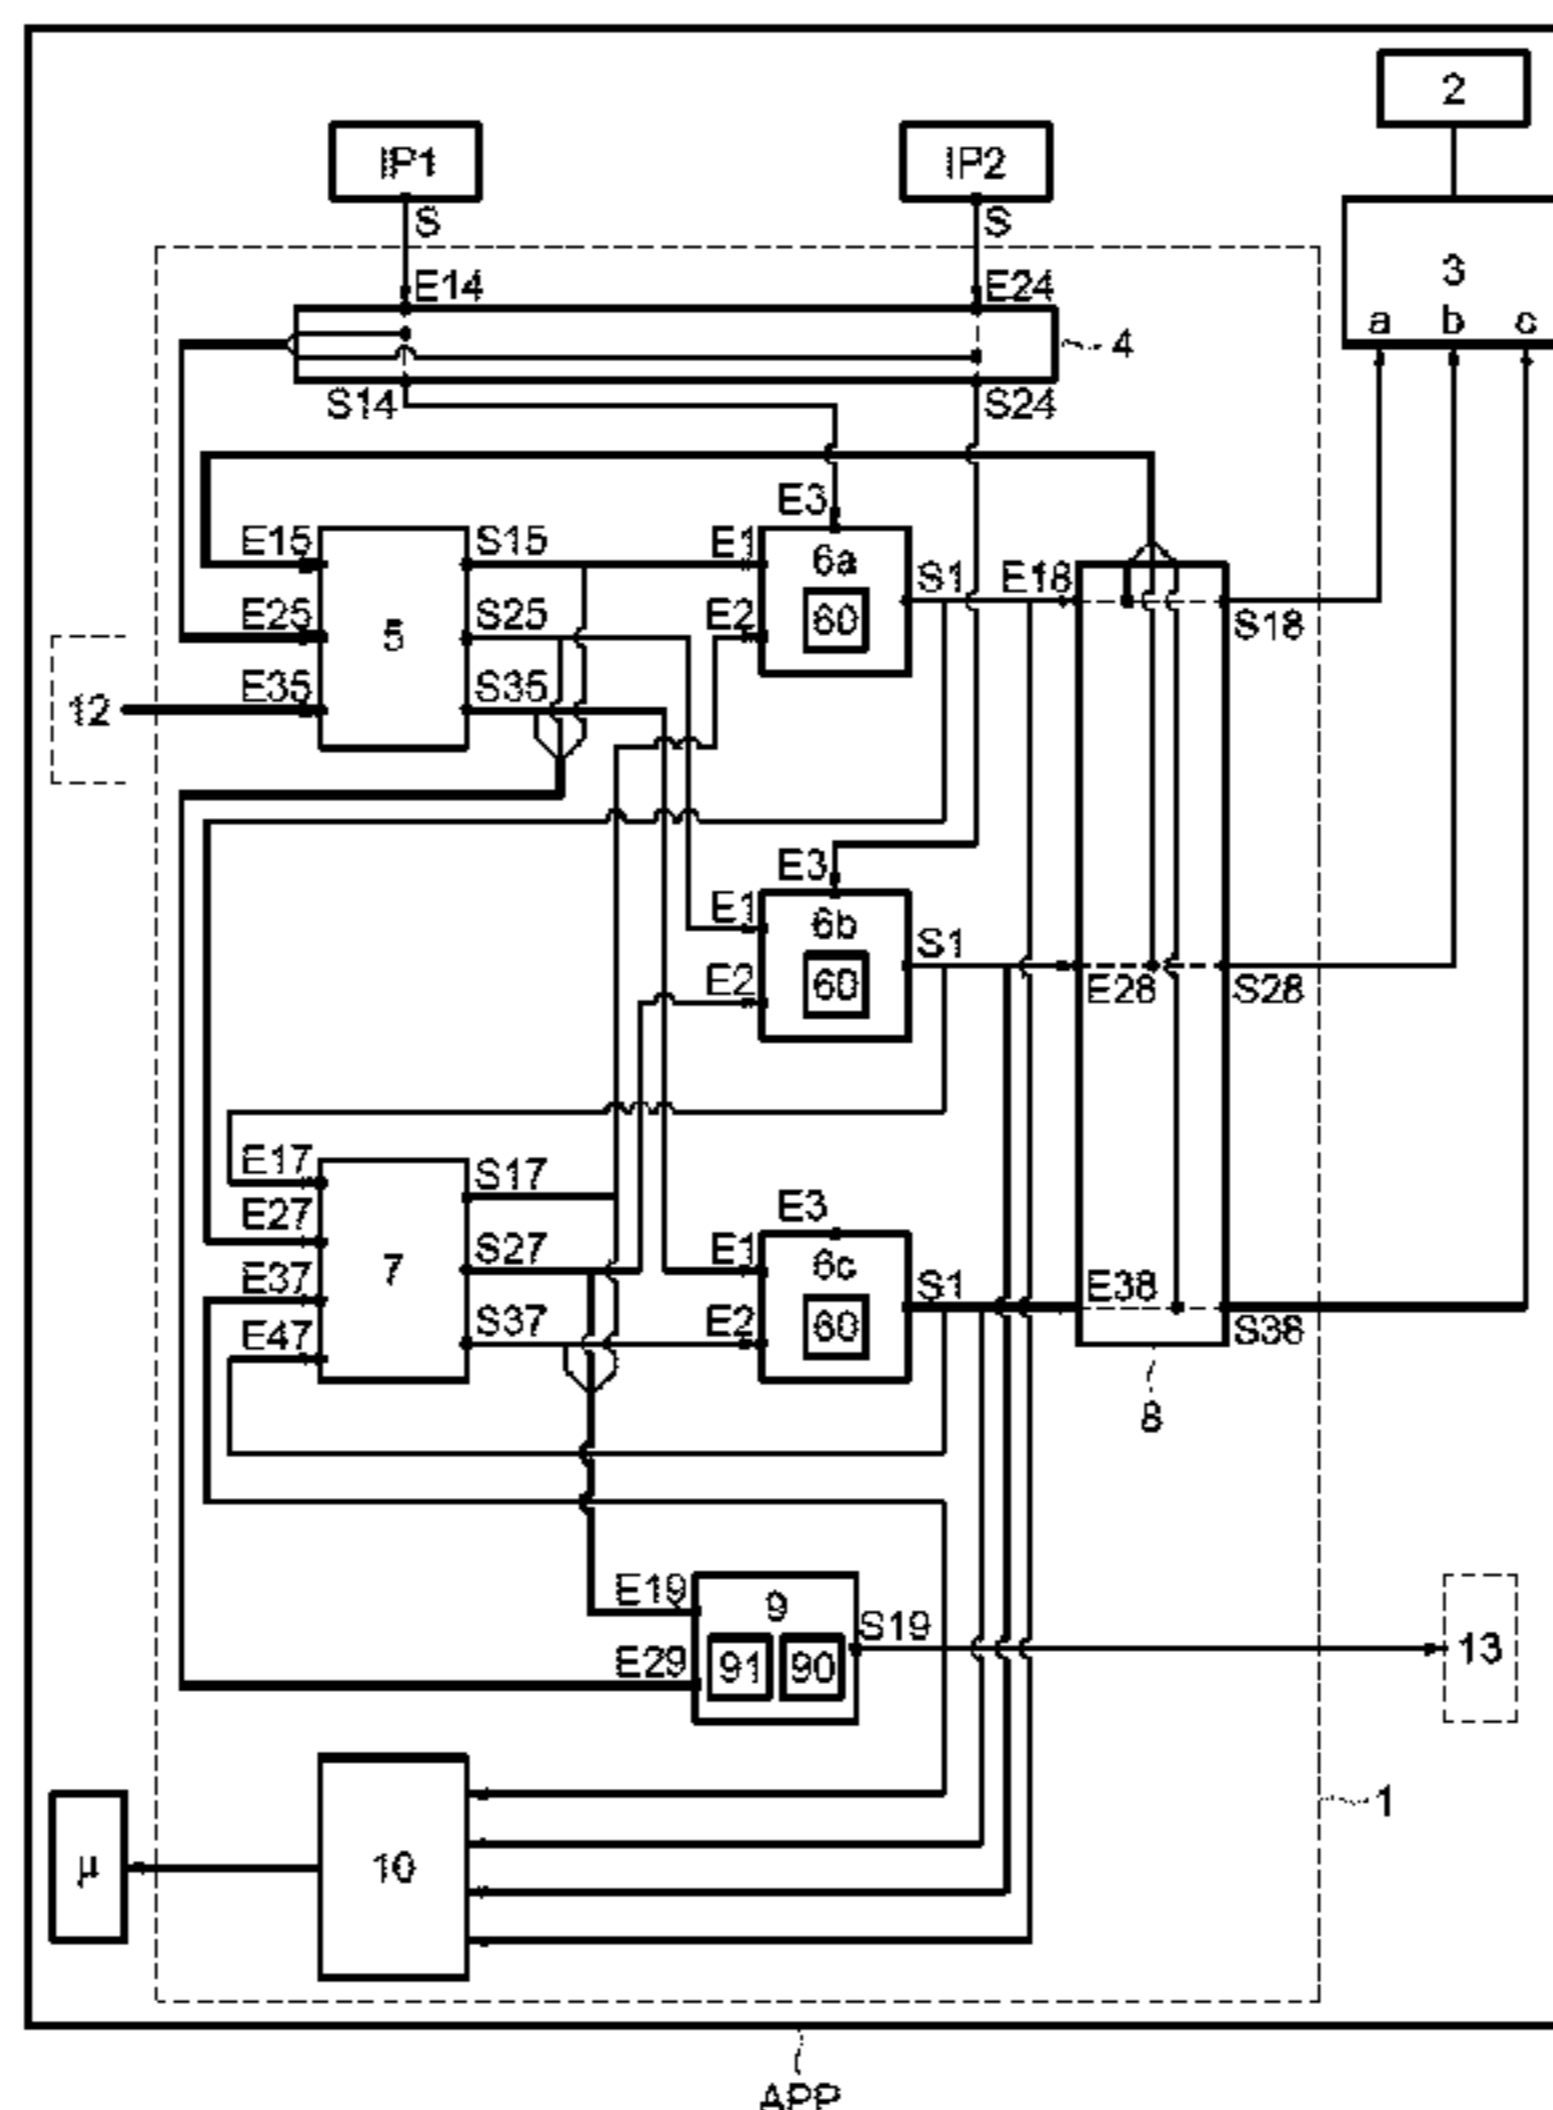 2
IP1 IP2
S S
E14 E24
3
a b c
4
S14 S24
E3
E15 S15 E1 6a
S1 E18
E25 S25 E2 60
5 S18
E35 S35
12
E3
E1 6b
S1
E2 60
E28 S28
E17 S17
E3
E27 S27 E1 6c
7
E37 S1 E38
S37 E2 60
E47 S38
8
E19 9
S19
E29 91 90 13
1
µ 10
APP